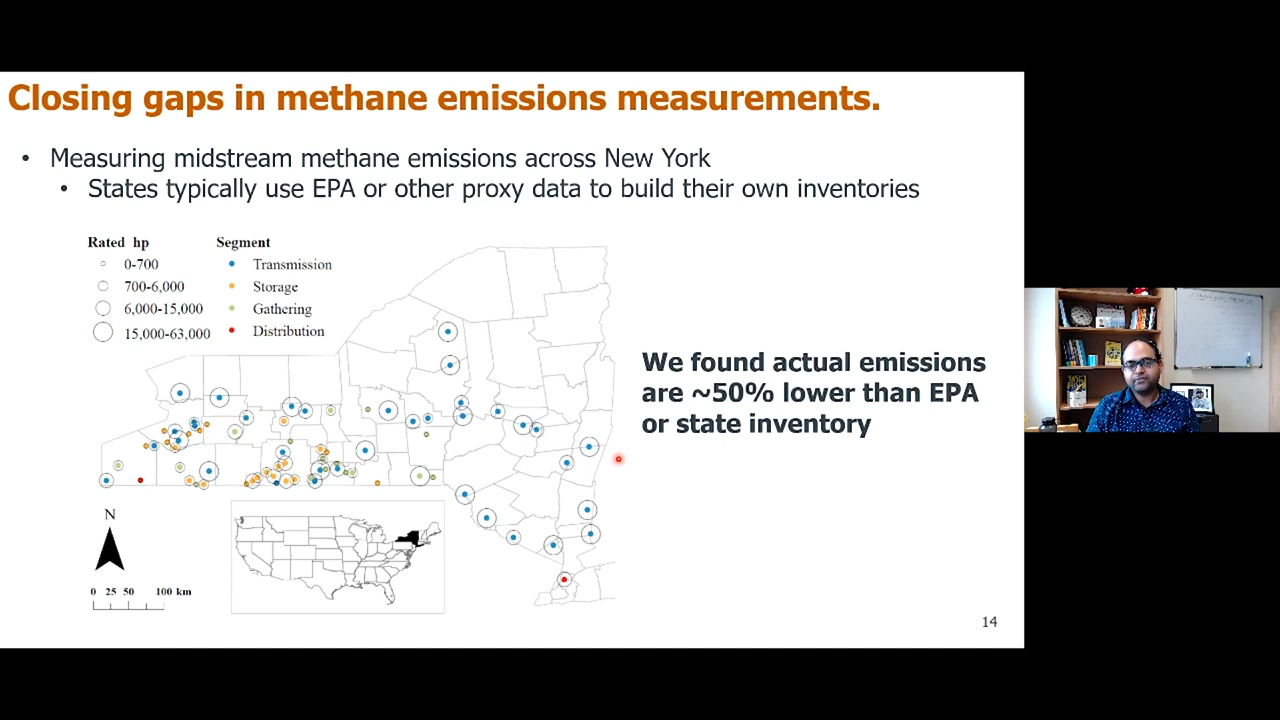 Closing gaps in methane emissions measurements.
• Measuring midstream methane emissions across New York
• States typically use EPA or other proxy data to build their own inventories
Rated hp
0-700
700-6,000
6,000-15,000
15,000-63,000
Segment
Transmission
Storage
Gathering
Distribution
We found actual emissions
are ~50% lower than EPA
or state inventory
N
0 25 50 100 km
14